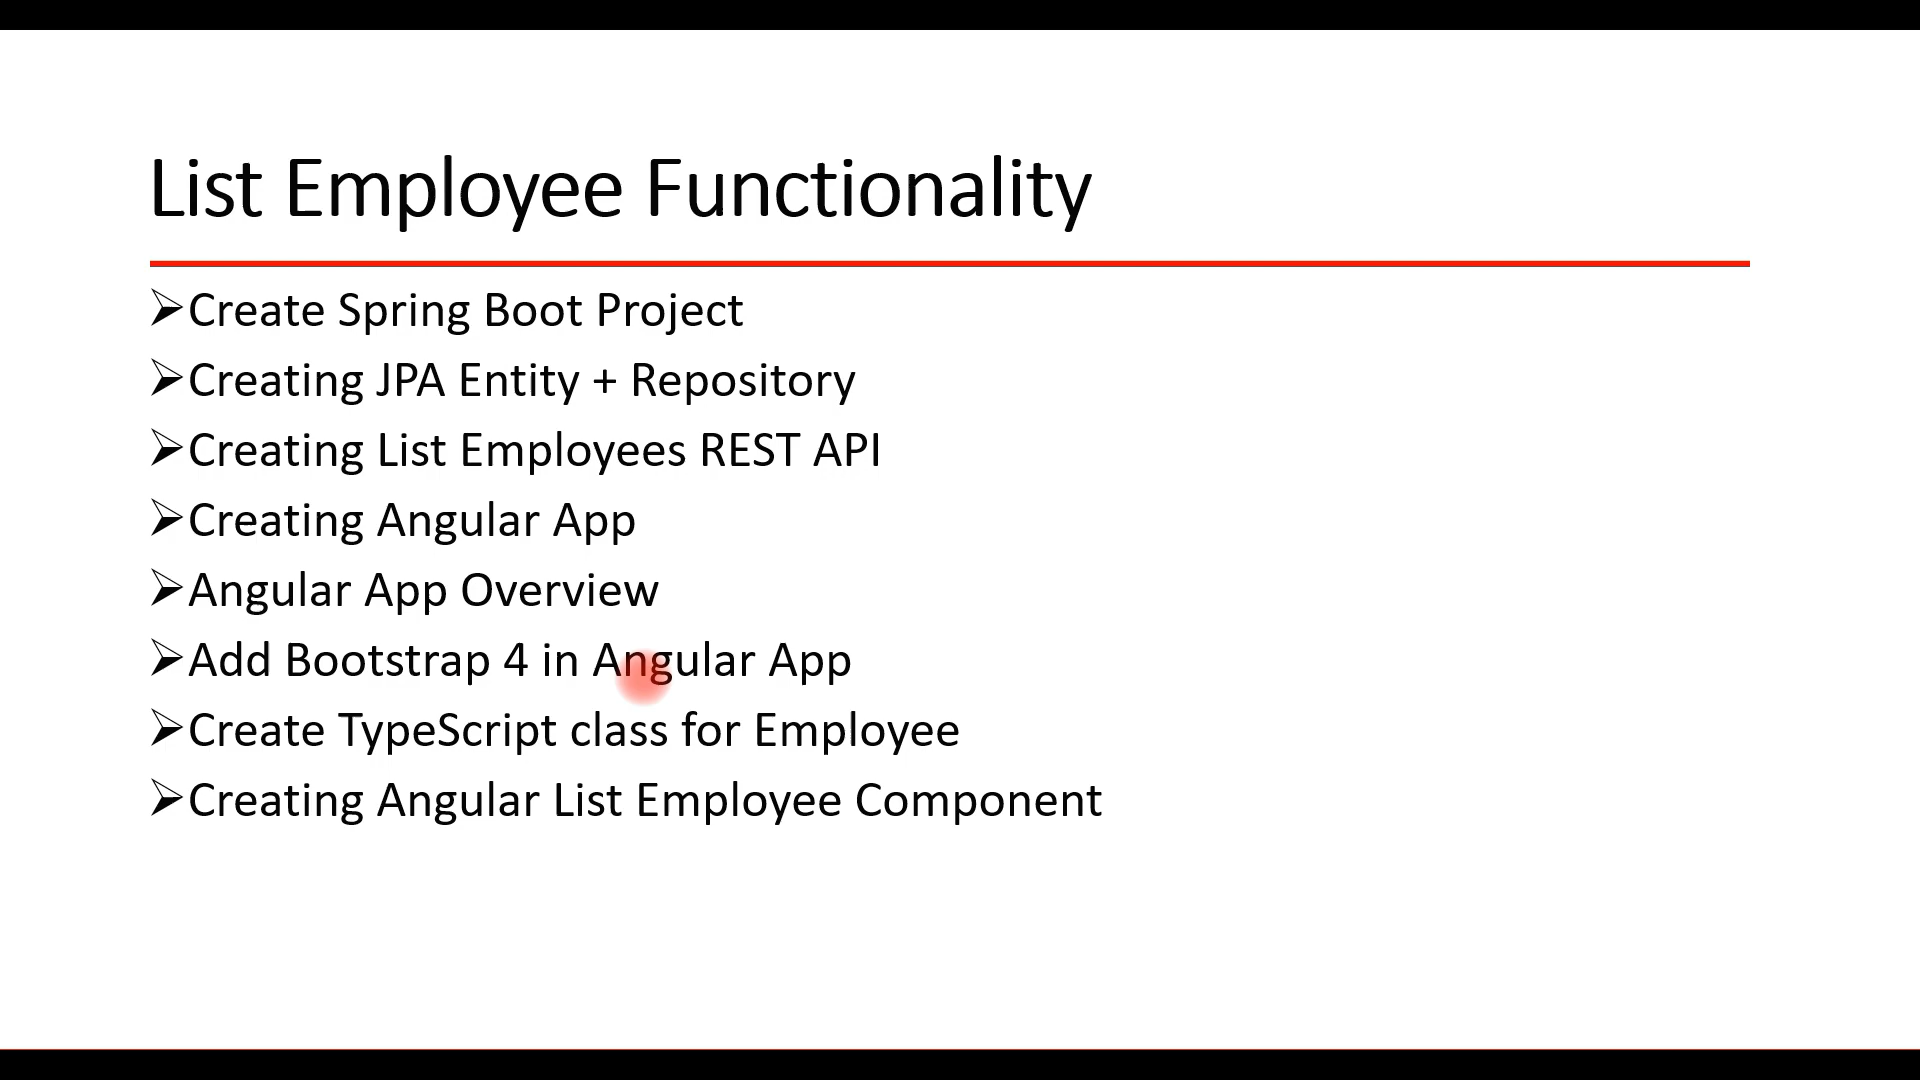 List Employee Functionality
➢Create Spring Boot Project
➢Creating JPA Entity + Repository
➢Creating List Employees REST API
➢Creating Angular App
➢Angular App Overview
➢Add Bootstrap 4 in Angular App
➢Create TypeScript class for Employee
➢Creating Angular List Employee Component